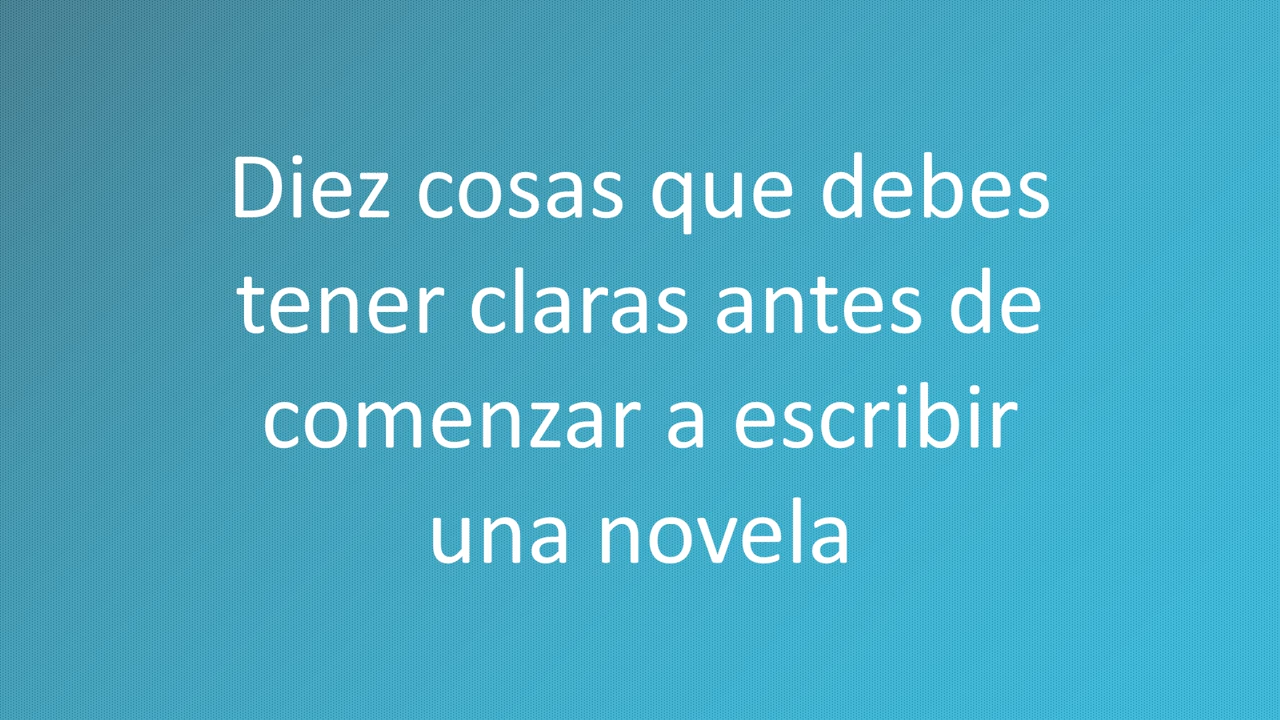 Diez cosas que debes
tener claras antes de
comenzar a escribir
una novela